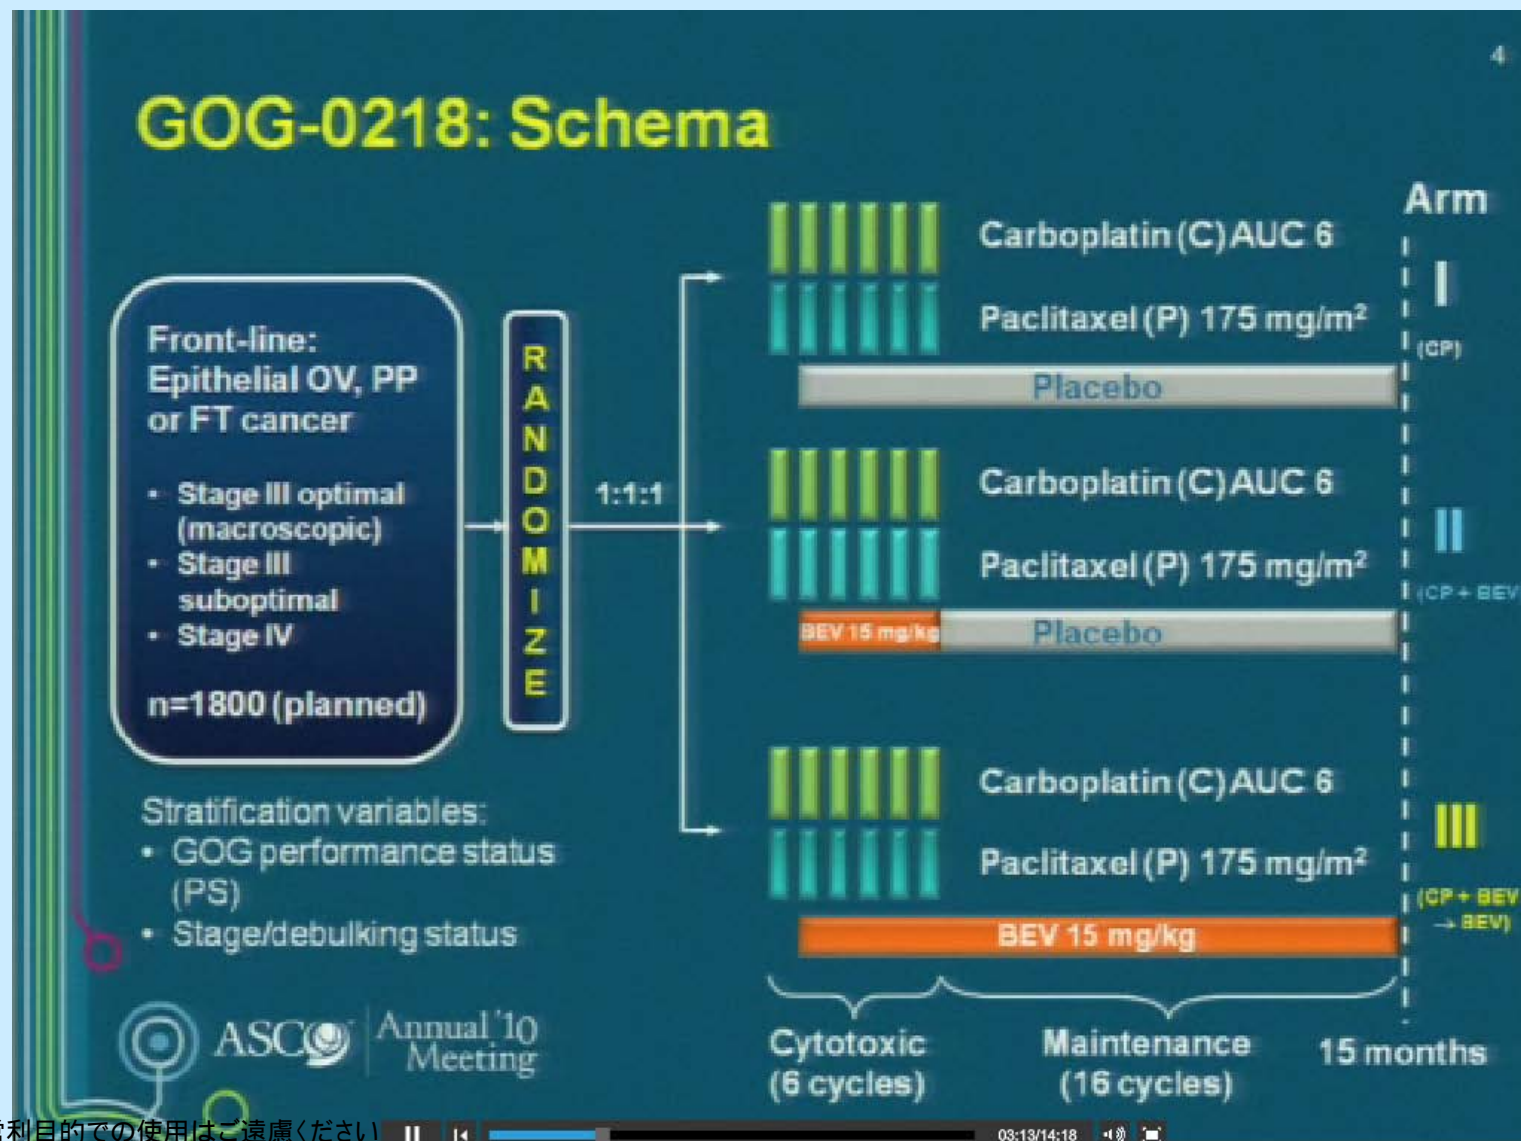 4
GOG-0218: Schema
Arm
Front-line:
Epithelial OV, PP
or FT cancer
• Stage III optimal
(macroscopic)
• Stage III
suboptimal
• Stage IV
n=1800 (planned)
RANDOMIZE
1:1:1
Carboplatin (C) AUC 6
Paclitaxel (P) 175 mg/m²
Placebo
I
(CP)
Carboplatin (C) AUC 6
Paclitaxel (P) 175 mg/m²
BEV 15 mg/kg
Placebo
II
(CP + BEV
Carboplatin (C) AUC 6
Paclitaxel (P) 175 mg/m²
BEV 15 mg/kg
III
(CP + BEV
→ BEV)
Stratification variables:
• GOG performance status
(PS)
• Stage/debulking status
Cytotoxic
(6 cycles)
Maintenance
(16 cycles)
15 months
ASCO
Annual '10
Meeting
利目的での使用はご遠慮ください
03:13/14:18